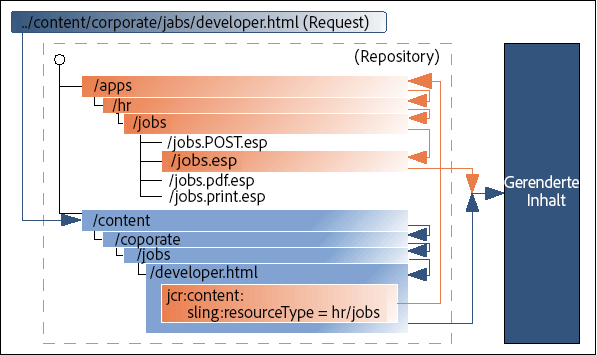 ../content/corporate/jabs/developer.html (Request)
(Repository)
/apps
/hr
/jobs
/jobs.POST.esp
/jobs.esp
/jobs.pdf.esp
/jobs.print.esp
/content
/coporate
/jobs
/developer.html
jcr:content:
sling:resourceType = hr/jobs
Gerenderte
Inhalt